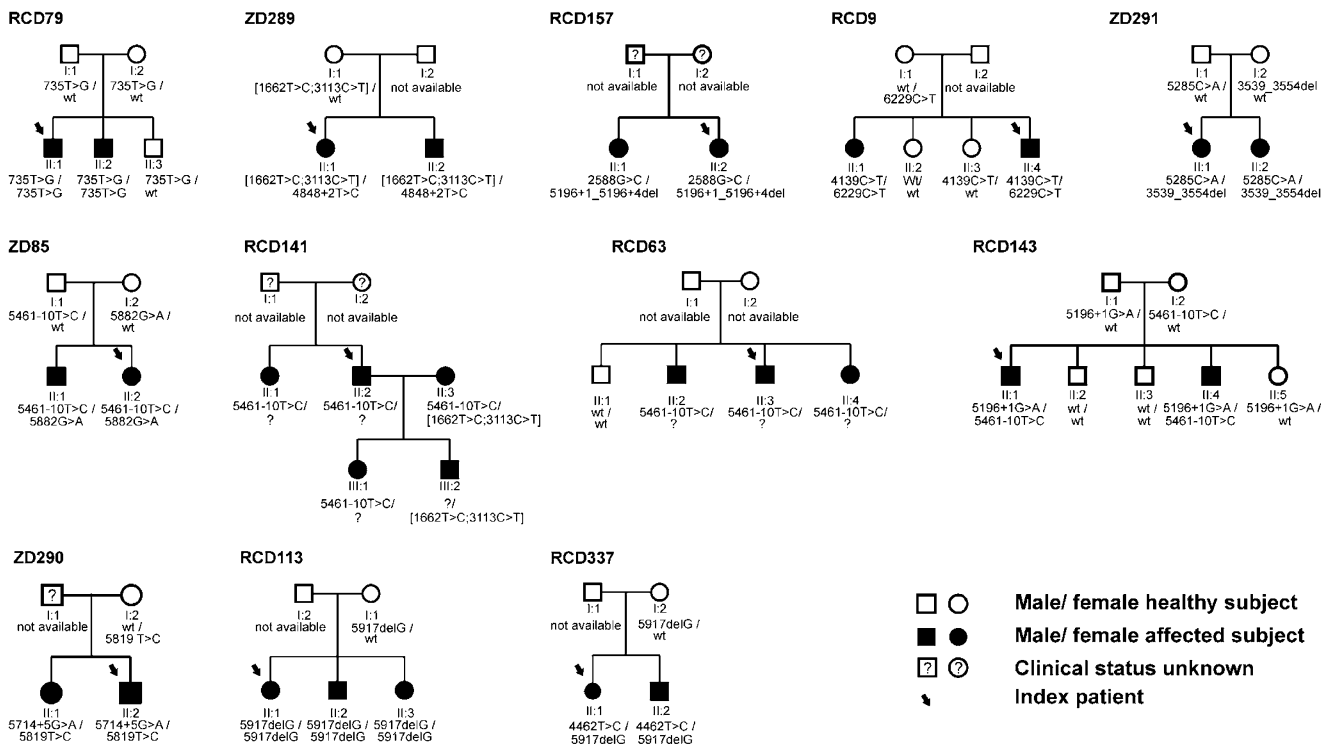 RCD79
I:1
735T>G /
wt
I:2
735T>G /
wt
II:1
735T>G /
735T>G
II:2
735T>G /
735T>G
II:3
735T>G /
wt
ZD289
I:1
[1662T>C;3113C>T] /
wt
I:2
not available
II:1
[1662T>C;3113C>T] /
4848+2T>C
II:2
[1662T>C;3113C>T] /
4848+2T>C
RCD157
?
I:1
not available
?
I:2
not available
II:1
2588G>C /
5196+1_5196+4del
II:2
2588G>C /
5196+1_5196+4del
RCD9
I:1
wt /
6229C>T
I:2
not available
II:1
4139C>T/
6229C>T
II:2
Wt/
wt
II:3
4139C>T/
wt
II:4
4139C>T/
6229C>T
ZD291
I:1
5285C>A /
wt
I:2
3539_3554del /
wt
II:1
5285C>A /
3539_3554del
II:2
5285C>A /
3539_3554del
ZD85
I:1
5461-10T>C /
wt
I:2
5882G>A /
wt
II:1
5461-10T>C /
5882G>A
II:2
5461-10T>C /
5882G>A
RCD141
?
I:1
not available
?
I:2
not available
II:1
5461-10T>C/
?
II:2
5461-10T>C/
?
II:3
5461-10T>C/
[1662T>C;3113C>T]
III:1
5461-10T>C/
?
III:2
?/
[1662T>C;3113C>T]
RCD63
I:1
not available
I:2
not available
II:1
wt /
wt
II:2
5461-10T>C/
?
II:3
5461-10T>C/
?
II:4
5461-10T>C/
?
RCD143
I:1
5196+1G>A /
wt
I:2
5461-10T>C /
wt
II:1
5196+1G>A /
5461-10T>C
II:2
wt /
wt
II:3
wt /
wt
II:4
5196+1G>A /
5461-10T>C
II:5
5196+1G>A /
wt
ZD290
?
I:1
not available
I:2
wt /
5819 T>C
II:1
5714+5G>A /
5819T>C
II:2
5714+5G>A /
5819T>C
RCD113
I:2
not available
I:1
5917delG /
wt
II:1
5917delG /
5917delG
II:2
5917delG /
5917delG
II:3
5917delG /
5917delG
RCD337
I:1
not available
I:2
5917delG /
wt
II:1
4462T>C /
5917delG
II:2
4462T>C /
5917delG
Male/ female healthy subject
Male/ female affected subject
? ? Clinical status unknown
Index patient